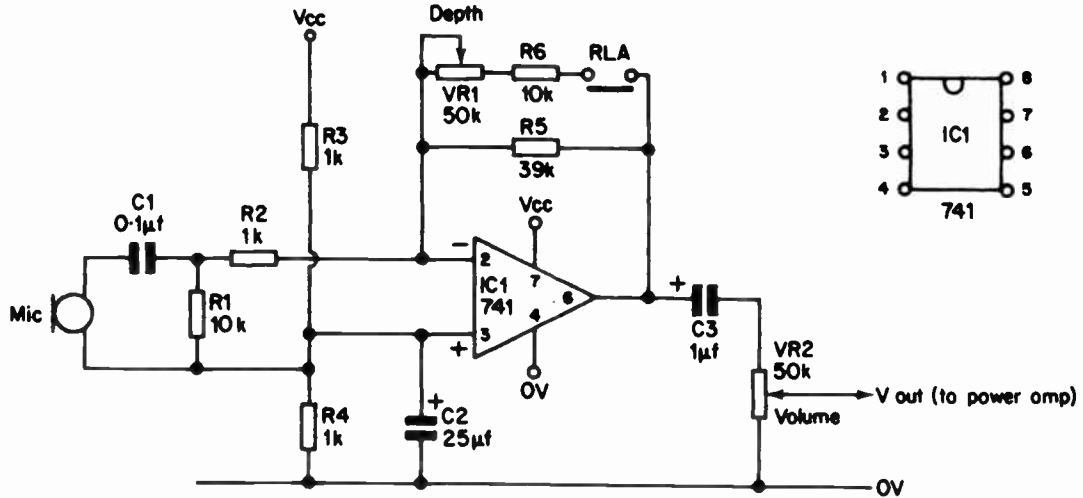 Depth
Vcc
R6
RLA
VR1
50k
10k
R5
39k
R3
1k
1
2
3
4
8
7
6
5
IC1
741
C1
0·1µf
R2
1k
Vcc
Mic
R1
10k
−
2
7
IC1
741
6
3
4
+
0V
+
C3
1µf
VR2
50k
Volume
V out (to power amp)
R4
1k
+
C2
25µf
0V